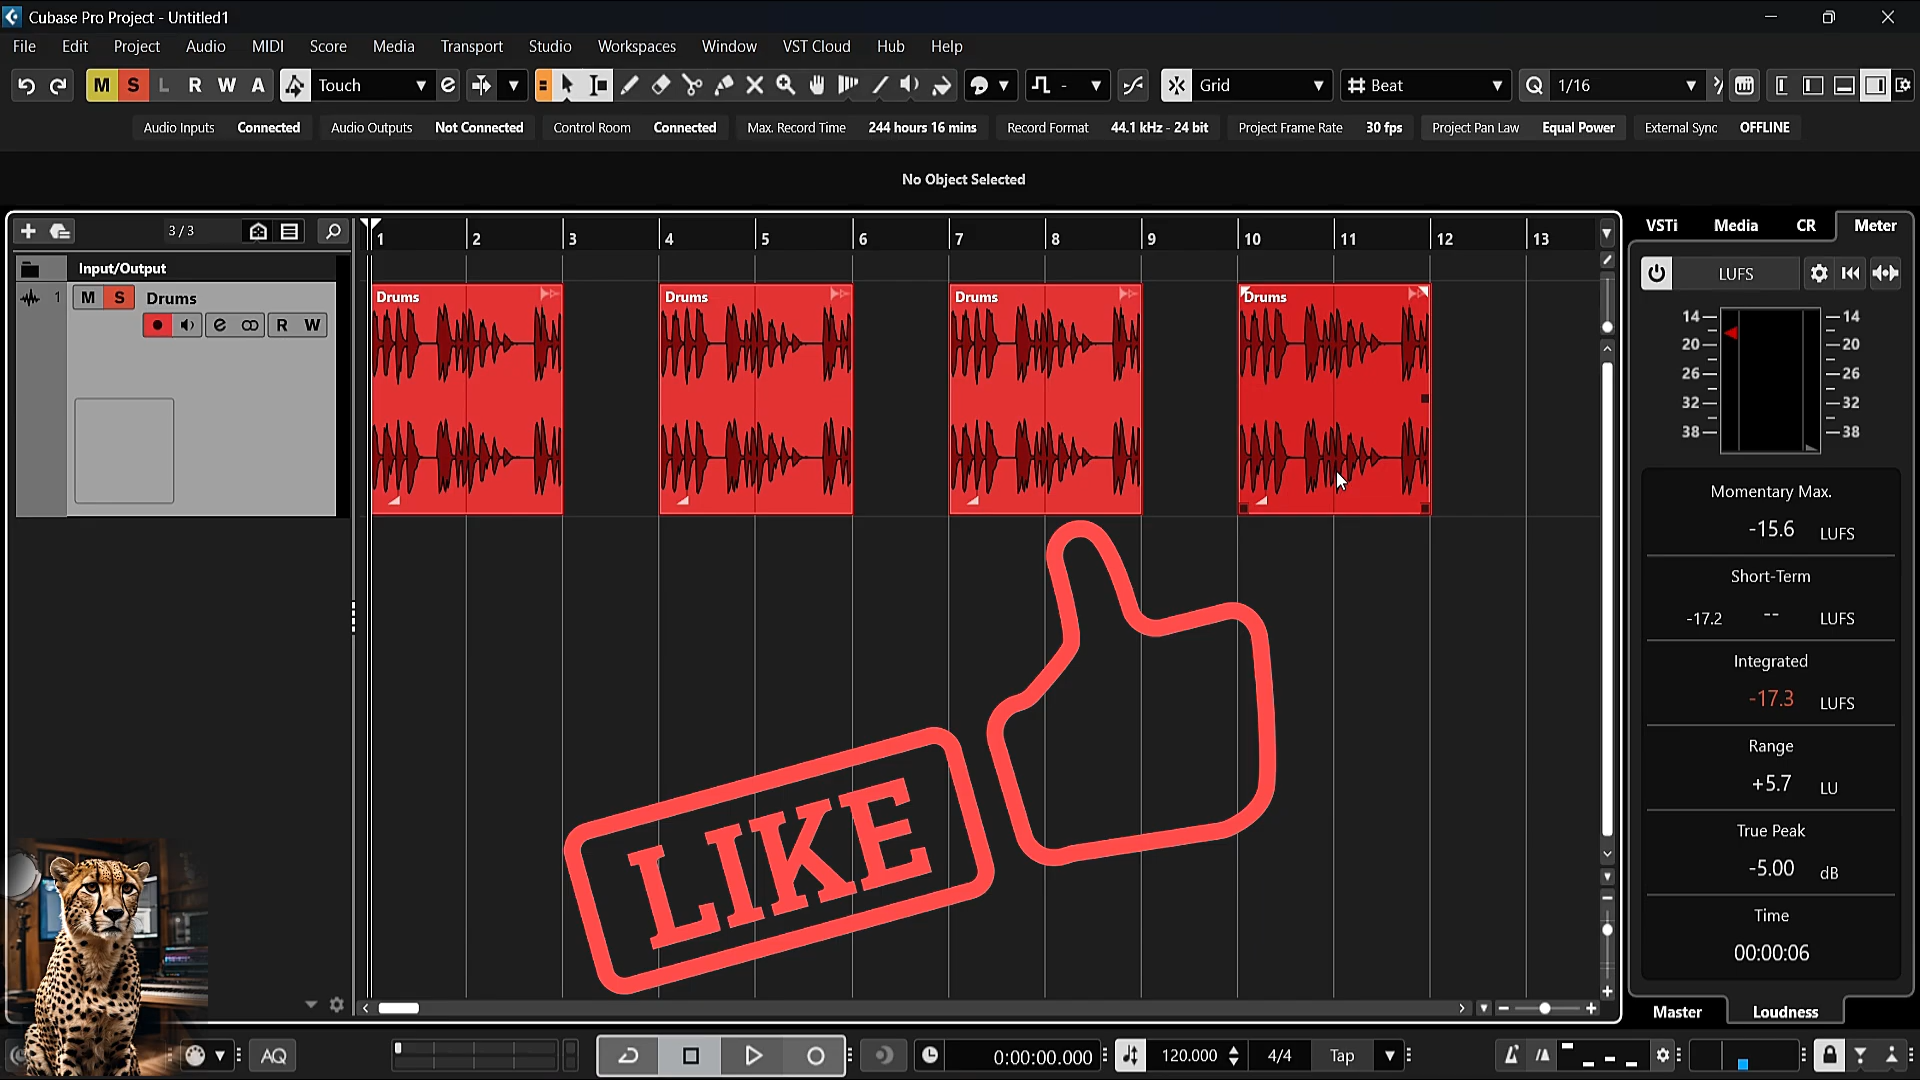 Cubase Pro Project - Untitled1
File Edit Project Audio MIDI Score Media Transport Studio Workspaces Window VST Cloud Hub Help
M S L R W A Touch e - Grid Beat Q 1/16
Audio Inputs Connected Audio Outputs Not Connected Control Room Connected Max. Record Time 244 hours 16 mins Record Format 44.1 kHz - 24 bit Project Frame Rate 30 fps Project Pan Law Equal Power External Sync OFFLINE
No Object Selected
3 / 3
1 2 3 4 5 6 7 8 9 10 11 12 13
VSTi Media CR Meter
Input/Output
LUFS
1 M S Drums
e R W
Drums Drums Drums Drums
14 14
20 20
26 26
32 32
38 38
Momentary Max.
-15.6 LUFS
Short-Term
-17.2 -- LUFS
Integrated
-17.3 LUFS
Range
+5.7 LU
True Peak
-5.00 dB
Time
00:00:06
LIKE
Master Loudness
AQ 0:00:00.000 120.000 4/4 Tap